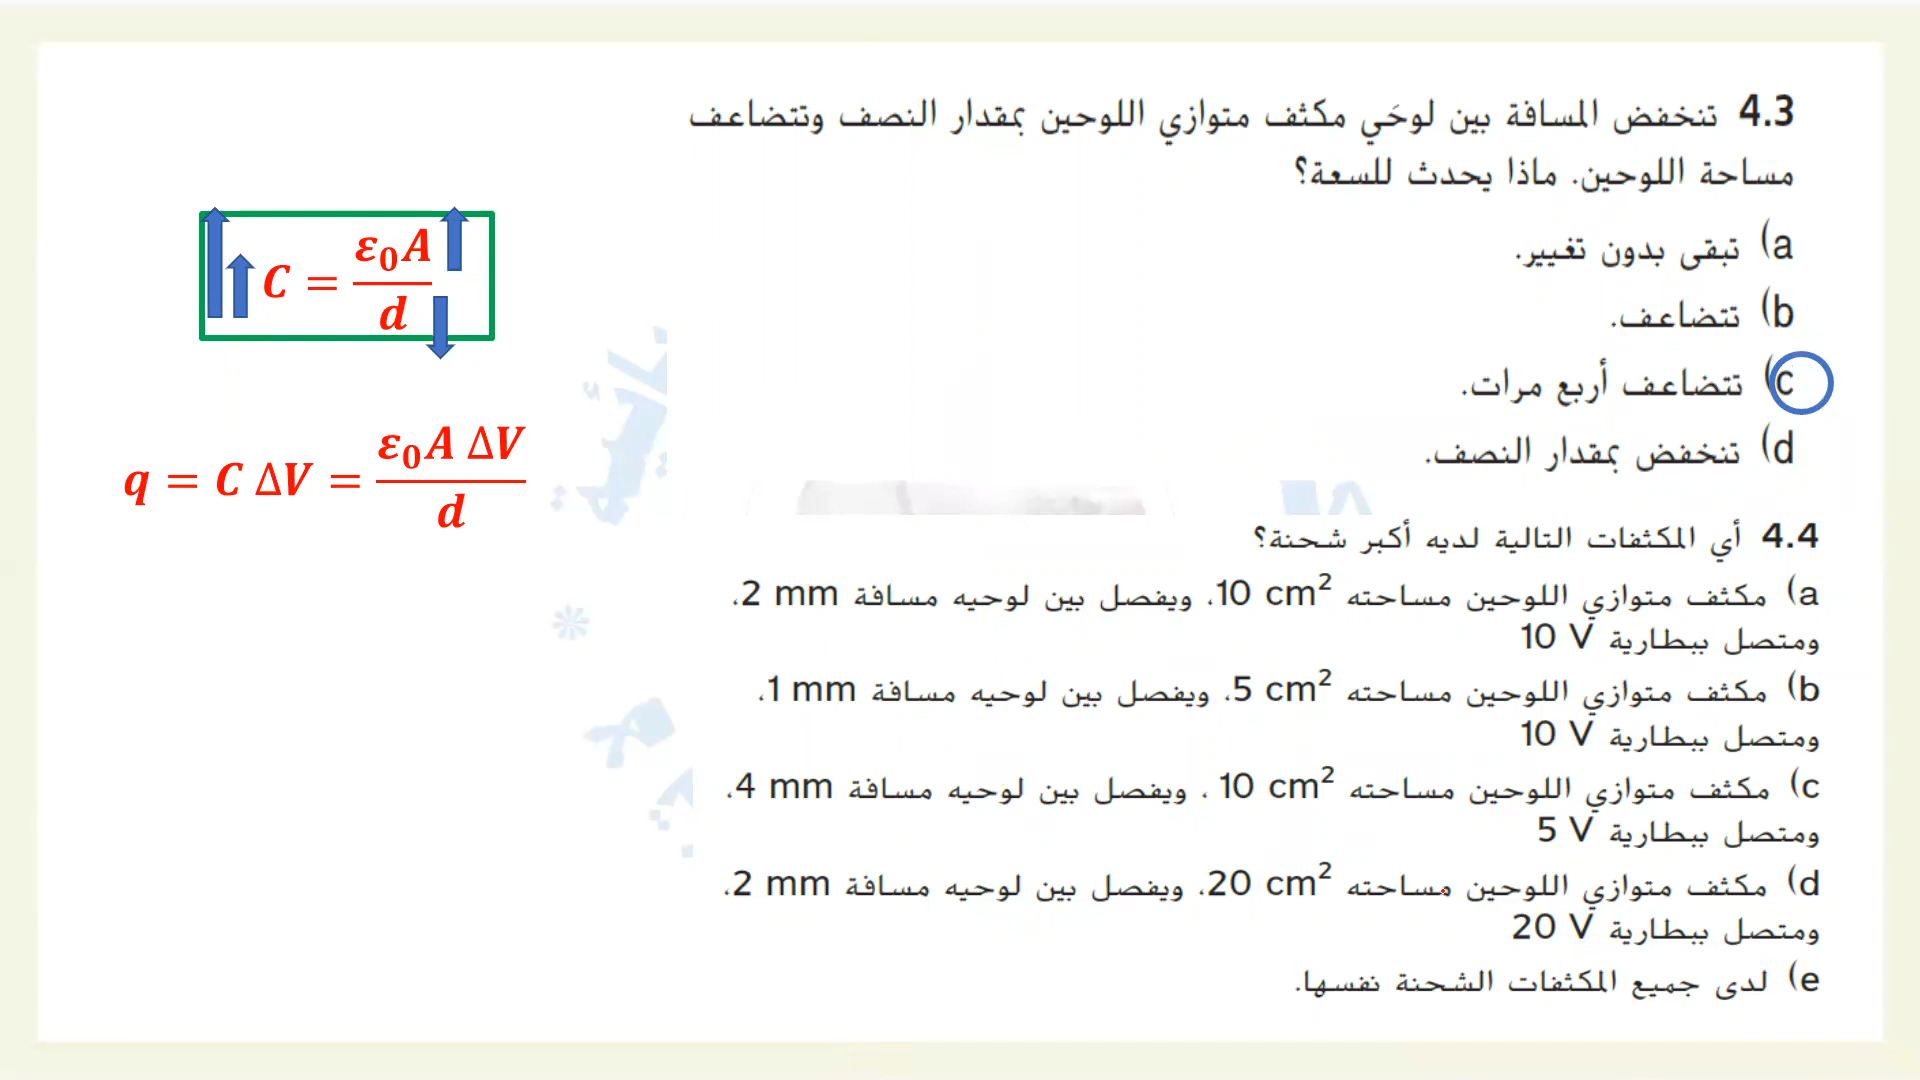 4.3 تنخفض المسافة بين لوحَي مكثف متوازي اللوحين بمقدار النصف وتتضاعف
مساحة اللوحين. ماذا يحدث للسعة؟
a) تبقى بدون تغيير.
b) تتضاعف.
c) تتضاعف أربع مرات.
d) تنخفض بمقدار النصف.
C = ε₀A / d
q = C ΔV = ε₀A ΔV / d
4.4 أي المكثفات التالية لديه أكبر شحنة؟
a) مكثف متوازي اللوحين مساحته 10 cm²، ويفصل بين لوحيه مسافة 2 mm،
ومتصل ببطارية 10 V
b) مكثف متوازي اللوحين مساحته 5 cm²، ويفصل بين لوحيه مسافة 1 mm،
ومتصل ببطارية 10 V
c) مكثف متوازي اللوحين مساحته 10 cm²، ويفصل بين لوحيه مسافة 4 mm،
ومتصل ببطارية 5 V
d) مكثف متوازي اللوحين مساحته 20 cm²، ويفصل بين لوحيه مسافة 2 mm،
ومتصل ببطارية 20 V
e) لدى جميع المكثفات الشحنة نفسها.